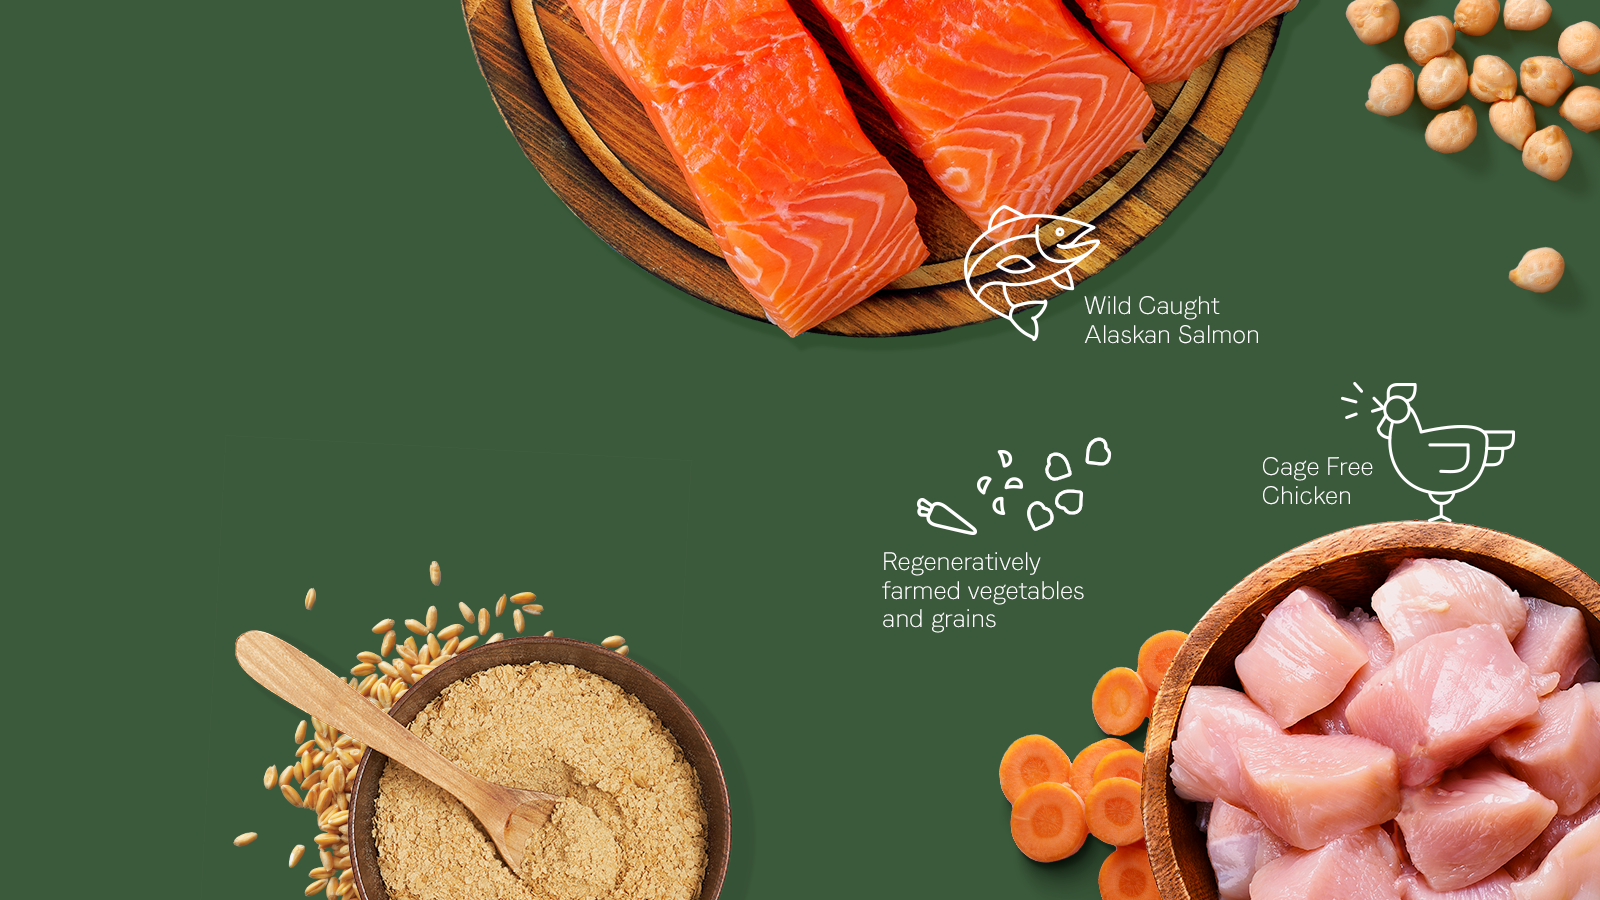 Wild Caught
Alaskan Salmon
Cage Free
Chicken
Regeneratively
farmed vegetables
and grains